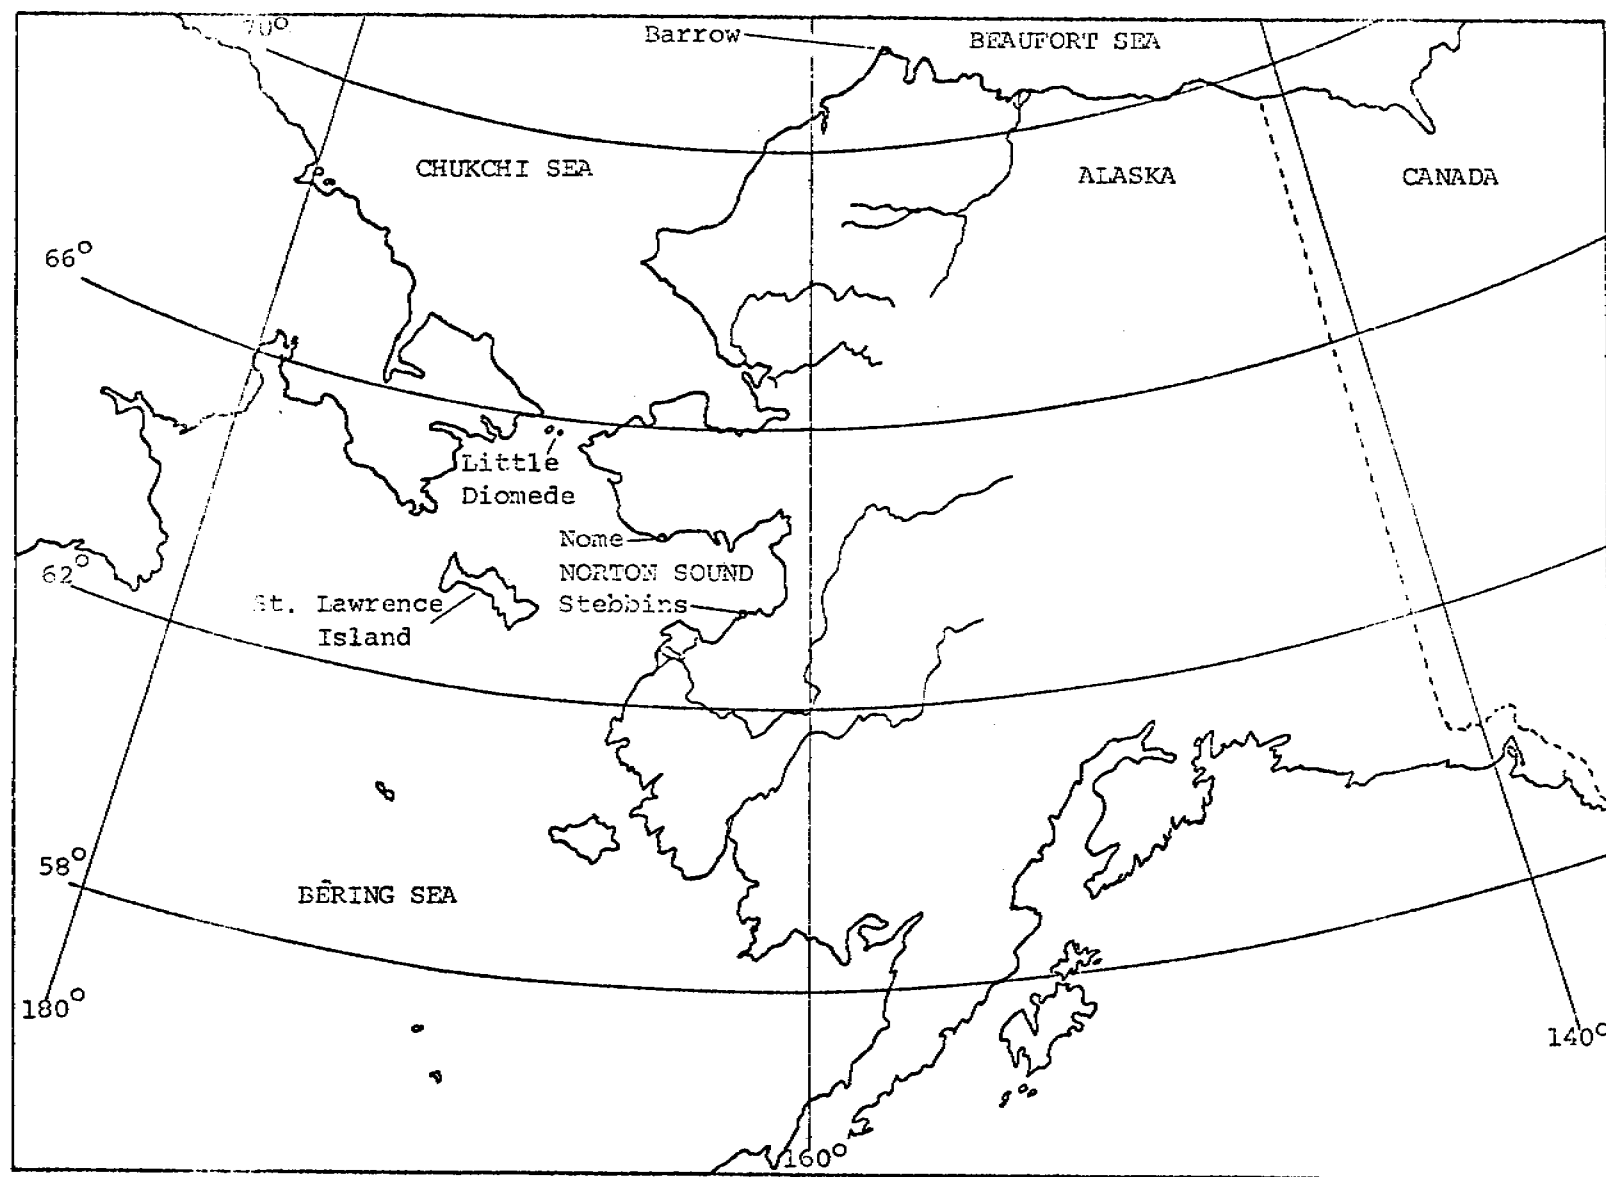 70°
Barrow
BEAUFORT SEA
CHUKCHI SEA
ALASKA
CANADA
66°
Little
Diomede
Nome
NORTON SOUND
62°
St. Lawrence
Island
Stebbins
58°
BERING SEA
180°
140°
160°